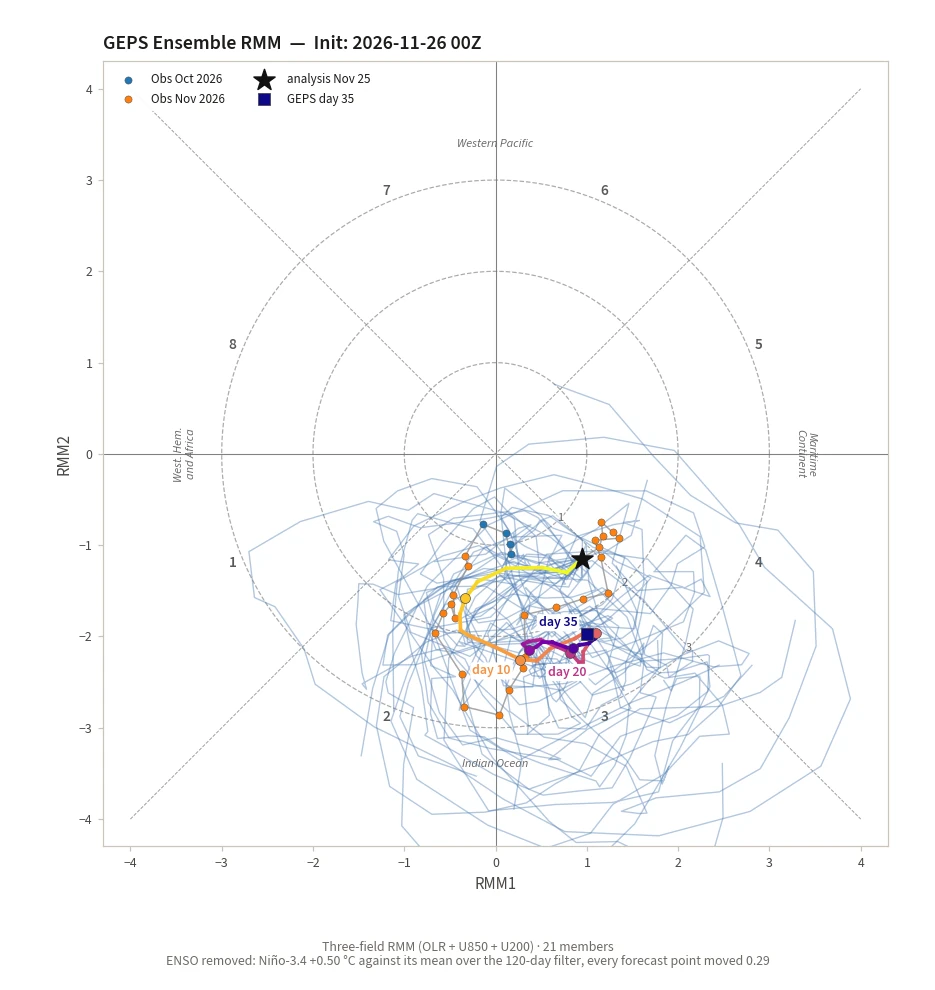 GEPS Ensemble RMM — Init: 2026-11-26 00Z
Obs Oct 2026
Obs Nov 2026
analysis Nov 25
GEPS day 35
Western Pacific
7
6
8
5
West. Hem.
and Africa
Maritime
Continent
1
4
2
3
Indian Ocean
1
2
3
day 35
day 10
day 20
4
3
2
1
0
−1
−2
−3
−4
RMM2
−4
−3
−2
−1
0
1
2
3
4
RMM1
Three-field RMM (OLR + U850 + U200) · 21 members
ENSO removed: Niño-3.4 +0.50 °C against its mean over the 120-day filter, every forecast point moved 0.29